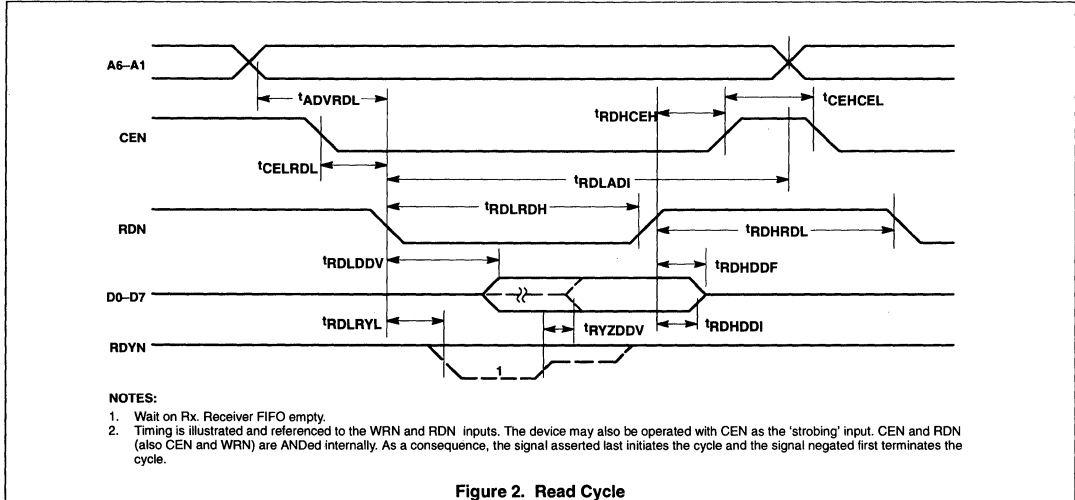 A6–A1
tADVRDL
tCEHCEL
tRDHCEH
CEN
tCELRDL
tRDLADI
tRDLRDH
RDN
tRDHRDL
tRDLDDV
tRDHDDF
D0–D7
tRDLRYL
tRYZDDV
tRDHDDI
RDYN
1
NOTES:
1. Wait on Rx. Receiver FIFO empty.
2. Timing is illustrated and referenced to the WRN and RDN inputs. The device may also be operated with CEN as the 'strobing' input. CEN and RDN
(also CEN and WRN) are ANDed internally. As a consequence, the signal asserted last initiates the cycle and the signal negated first terminates the
cycle.
Figure 2. Read Cycle